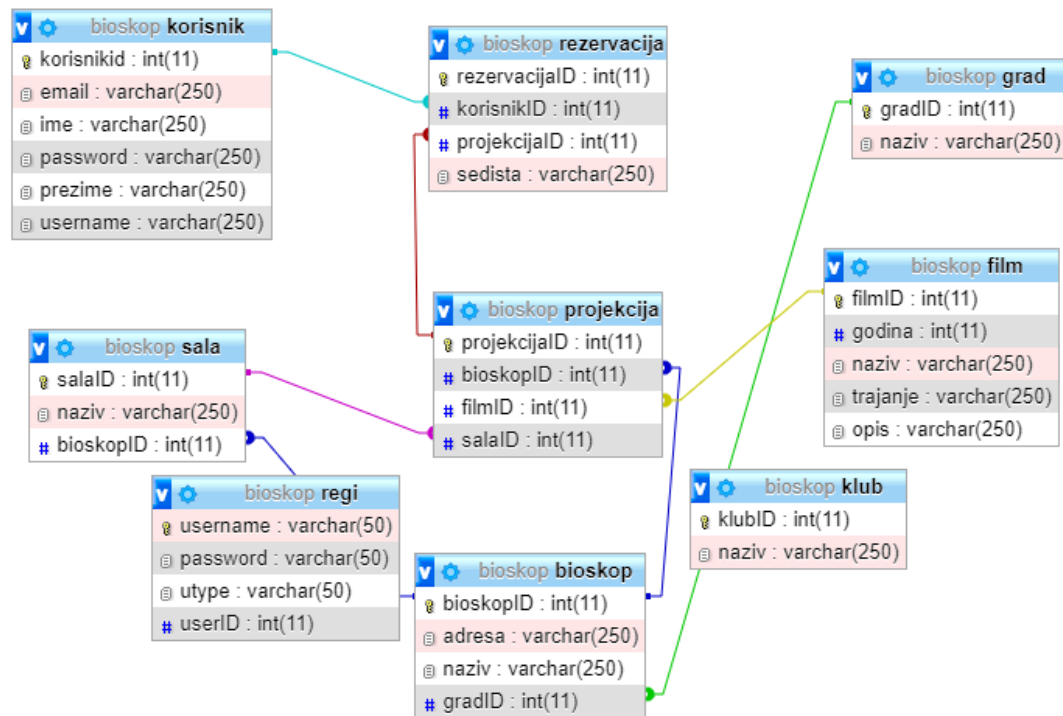 bioskop korisnik
korisnikid : int(11)
email : varchar(250)
ime : varchar(250)
password : varchar(250)
prezime : varchar(250)
username : varchar(250)
bioskop rezervacija
rezervacijaID : int(11)
korisnikID : int(11)
projekcijaID : int(11)
sedista : varchar(250)
bioskop grad
gradID : int(11)
naziv : varchar(250)
bioskop film
filmID : int(11)
godina : int(11)
naziv : varchar(250)
trajanje : varchar(250)
opis : varchar(250)
bioskop projekcija
projekcijaID : int(11)
bioskopID : int(11)
filmID : int(11)
salaID : int(11)
bioskop sala
salaID : int(11)
naziv : varchar(250)
bioskopID : int(11)
bioskop regi
username : varchar(50)
password : varchar(50)
utype : varchar(50)
userID : int(11)
bioskop klub
klubID : int(11)
naziv : varchar(250)
bioskop bioskop
bioskopID : int(11)
adresa : varchar(250)
naziv : varchar(250)
gradID : int(11)